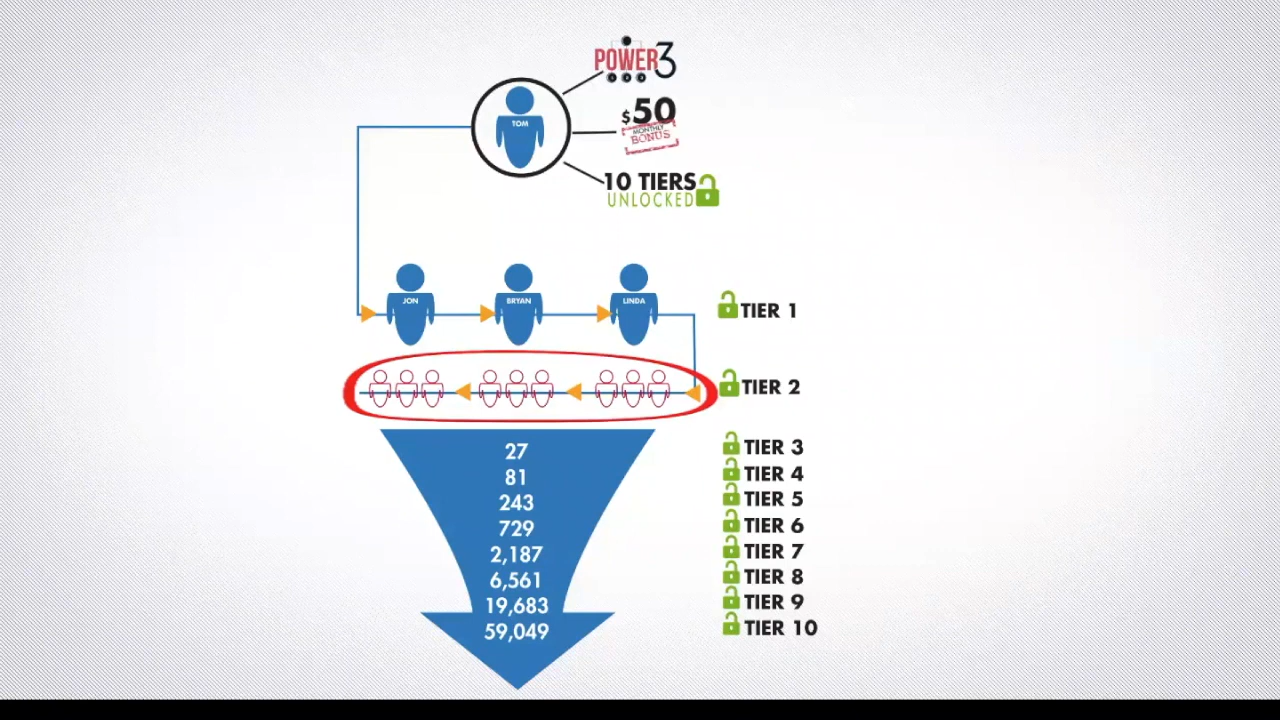 POWER3
TOM
$50
MONTHLY
BONUS
10 TIERS
UNLOCKED
JON
BRYAN
LINDA
TIER 1
TIER 2
27
TIER 3
81
TIER 4
243
TIER 5
729
TIER 6
2,187
TIER 7
6,561
TIER 8
19,683
TIER 9
59,049
TIER 10